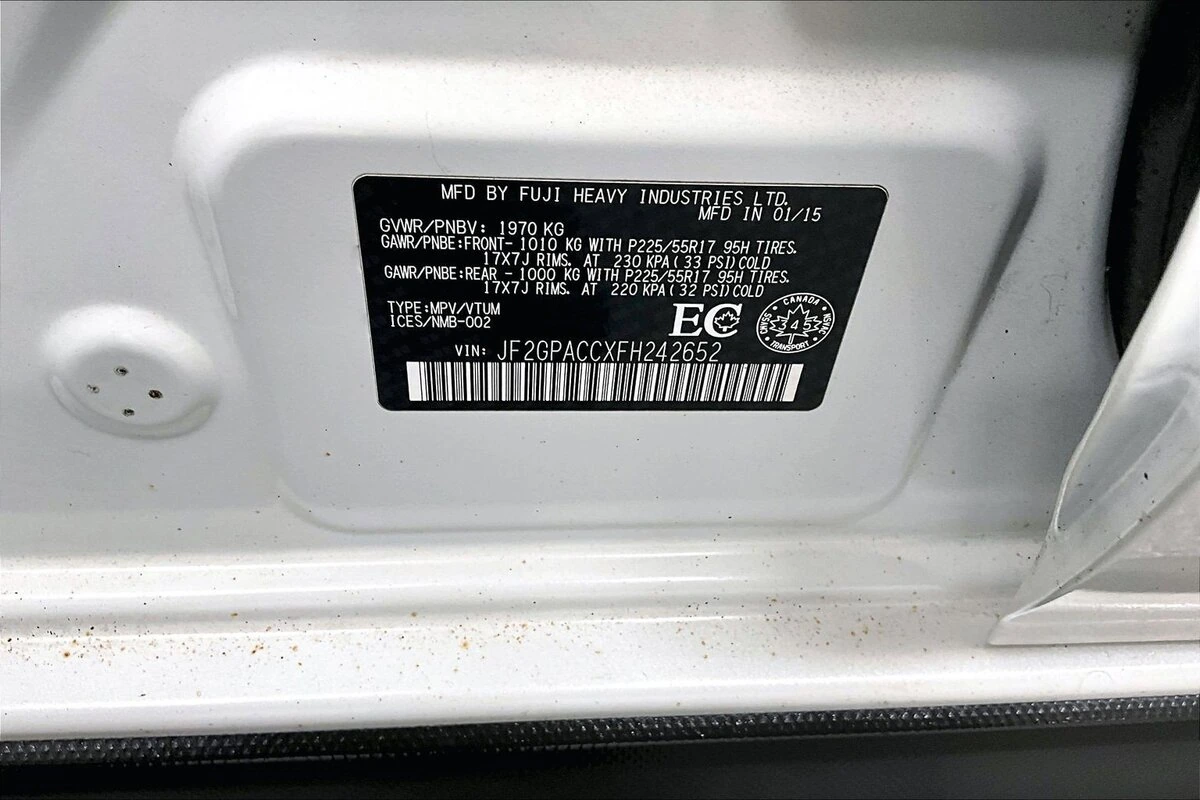 MFD BY FUJI HEAVY INDUSTRIES LTD.
MFD IN 01/15
GVWR/PNBV: 1970 KG
GAWR/PNBE:FRONT- 1010 KG WITH P225/55R17 95H TIRES.
17X7J RIMS. AT 230 KPA( 33 PSI)COLD
GAWR/PNBE:REAR - 1000 KG WITH P225/55R17 95H TIRES.
17X7J RIMS. AT 220 KPA( 32 PSI)COLD
TYPE:MPV/VTUM
ICES/NMB-002
EC
CANADA
NSVAC
345
TRANSPORT
VIN: JF2GPACCXFH242652